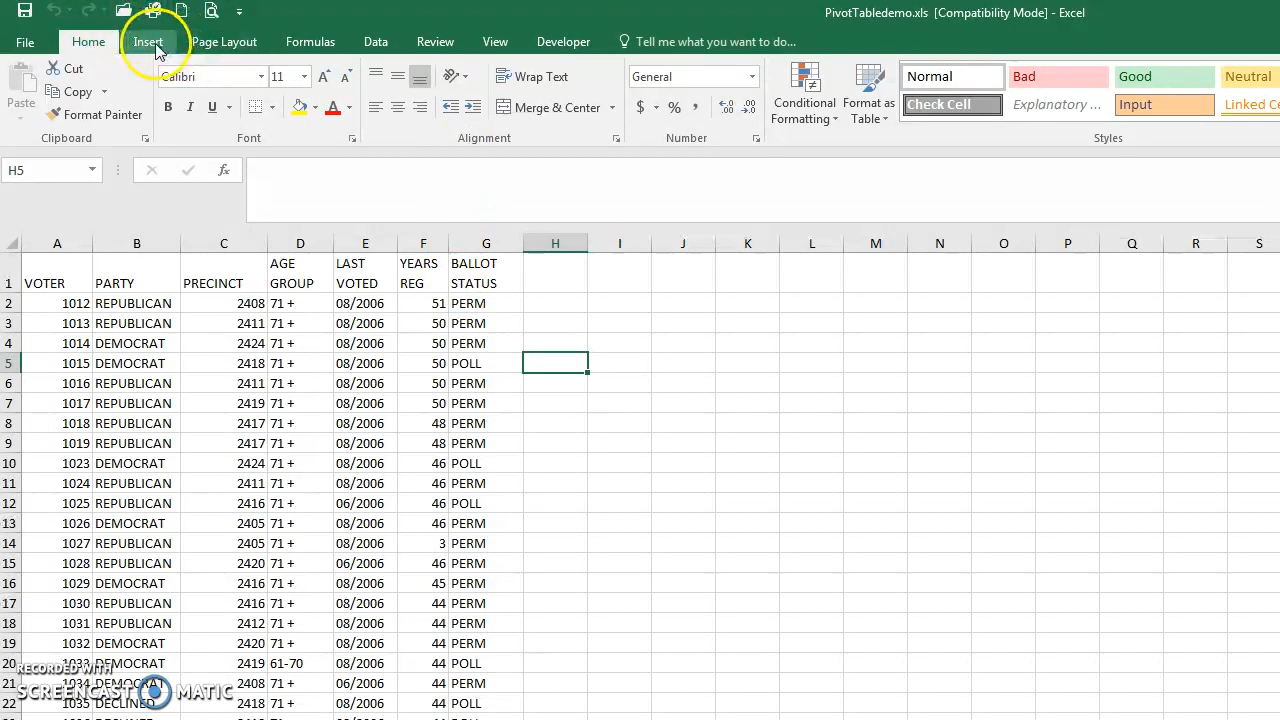 PivotTabledemo.xls [Compatibility Mode] - Excel
File Home Insert Page Layout Formulas Data Review View Developer Tell me what you want to do...
Paste Cut Copy Format Painter
Calibri 11
B I U A
Wrap Text
Merge & Center
General
$ % ,
Conditional Formatting
Format as Table
Normal Bad Good Neutral
Check Cell Explanatory ... Input Linked Ce
Clipboard Font Alignment Number Styles
H5 fx
A B C D E F G H I J K L M N O P Q R S
1 VOTER PARTY PRECINCT AGE GROUP LAST VOTED YEARS REG BALLOT STATUS
2 1012 REPUBLICAN 2408 71 + 08/2006 51 PERM
3 1013 REPUBLICAN 2411 71 + 08/2006 50 PERM
4 1014 DEMOCRAT 2424 71 + 08/2006 50 PERM
5 1015 DEMOCRAT 2418 71 + 08/2006 50 POLL
6 1016 REPUBLICAN 2411 71 + 08/2006 50 PERM
7 1017 REPUBLICAN 2419 71 + 08/2006 50 PERM
8 1018 REPUBLICAN 2417 71 + 08/2006 48 PERM
9 1019 REPUBLICAN 2417 71 + 08/2006 48 PERM
10 1023 DEMOCRAT 2424 71 + 08/2006 46 POLL
11 1024 REPUBLICAN 2411 71 + 08/2006 46 PERM
12 1025 REPUBLICAN 2416 71 + 06/2006 46 POLL
13 1026 DEMOCRAT 2405 71 + 08/2006 46 PERM
14 1027 REPUBLICAN 2405 71 + 08/2006 3 PERM
15 1028 REPUBLICAN 2420 71 + 06/2006 46 PERM
16 1029 DEMOCRAT 2416 71 + 08/2006 45 PERM
17 1030 REPUBLICAN 2416 71 + 08/2006 44 PERM
18 1031 REPUBLICAN 2412 71 + 08/2006 44 PERM
19 1032 DEMOCRAT 2420 71 + 08/2006 44 PERM
20 1033 DEMOCRAT 2419 61-70 08/2006 44 POLL
21 1034 DEMOCRAT 2408 71 + 06/2006 44 PERM
22 1035 DECLINED 2418 71 + 08/2006 44 POLL
RECORDED WITH
SCREENCAST MATIC